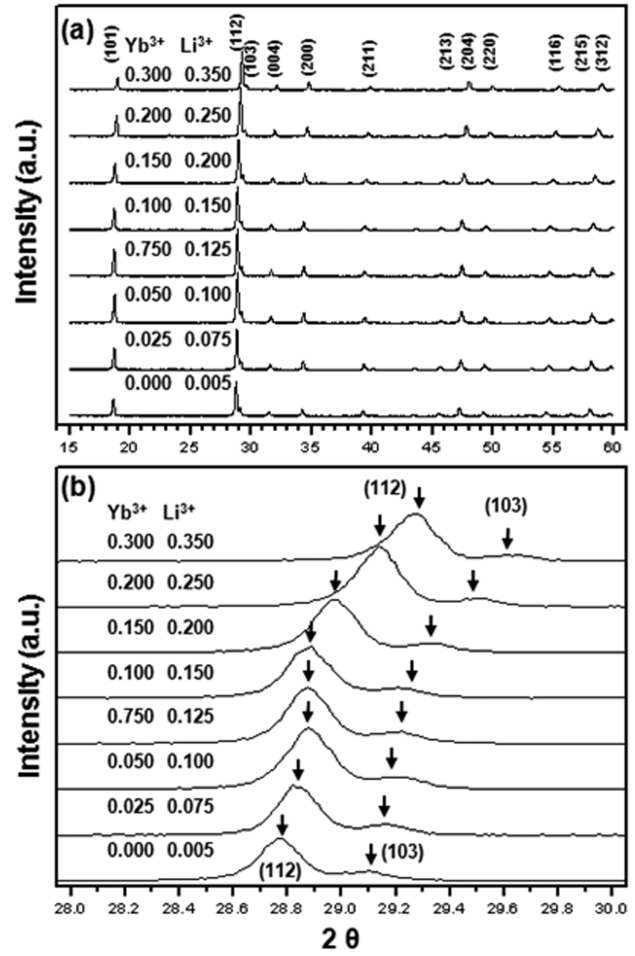 (a)
(101) (112) (103) (004) (200) (211) (213) (204) (220) (116) (215) (312)
Yb³⁺ Li³⁺
0.300 0.350
0.200 0.250
0.150 0.200
0.100 0.150
0.750 0.125
0.050 0.100
0.025 0.075
0.000 0.005
Intensity (a.u.)
15 20 25 30 35 40 45 50 55 60
(b)
(112)
(103)
Yb³⁺ Li³⁺
0.300 0.350
0.200 0.250
0.150 0.200
0.100 0.150
0.750 0.125
0.050 0.100
0.025 0.075
0.000 0.005
(112) (103)
Intensity (a.u.)
28.0 28.2 28.4 28.6 28.8 29.0 29.2 29.4 29.6 29.8 30.0
2 θ